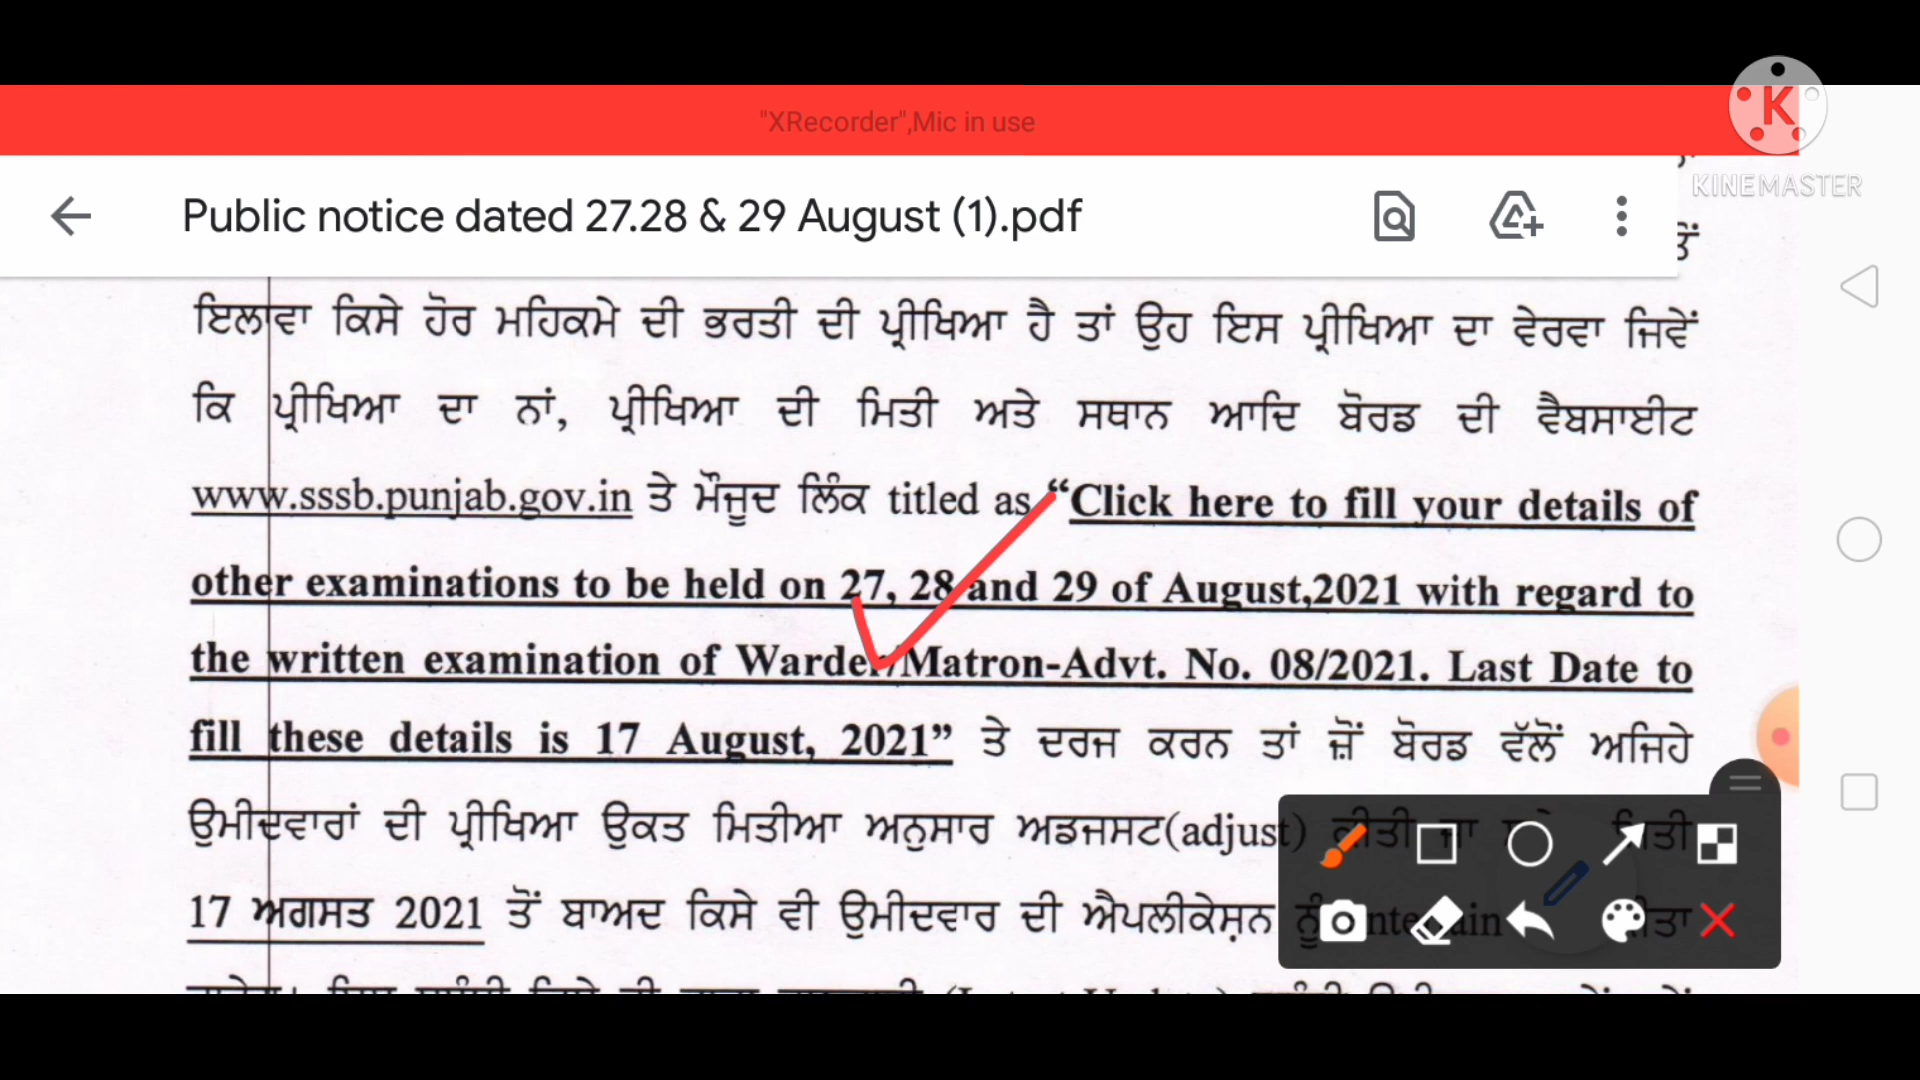 "XRecorder",Mic in use
K
KINEMASTER
Public notice dated 27.28 & 29 August (1).pdf
ਤੋਂ
ਇਲਾਵਾ ਕਿਸੇ ਹੋਰ ਮਹਿਕਮੇ ਦੀ ਭਰਤੀ ਦੀ ਪ੍ਰੀਖਿਆ ਹੈ ਤਾਂ ਉਹ ਇਸ ਪ੍ਰੀਖਿਆ ਦਾ ਵੇਰਵਾ ਜਿਵੇਂ
ਕਿ ਪ੍ਰੀਖਿਆ ਦਾ ਨਾਂ, ਪ੍ਰੀਖਿਆ ਦੀ ਮਿਤੀ ਅਤੇ ਸਥਾਨ ਆਦਿ ਬੋਰਡ ਦੀ ਵੈਬਸਾਈਟ
www.sssb.punjab.gov.in ਤੇ ਮੌਜੂਦ ਲਿੰਕ titled as “Click here to fill your details of
other examinations to be held on 27, 28 and 29 of August,2021 with regard to
the written examination of Warder/Matron-Advt. No. 08/2021. Last Date to
fill these details is 17 August, 2021” ਤੇ ਦਰਜ ਕਰਨ ਤਾਂ ਜ਼ੋਂ ਬੋਰਡ ਵੱਲੋਂ ਅਜਿਹੇ
ਉਮੀਦਵਾਰਾਂ ਦੀ ਪ੍ਰੀਖਿਆ ਉਕਤ ਮਿਤੀਆ ਅਨੁਸਾਰ ਅਡਜਸਟ(adjust) ਕੀਤੀ ਜਾ ਮਿਤੀ
17 ਅਗਸਤ 2021 ਤੋਂ ਬਾਅਦ ਕਿਸੇ ਵੀ ਉਮੀਦਵਾਰ ਦੀ ਐਪਲੀਕੇਸ਼ਨ ਨੂੰ